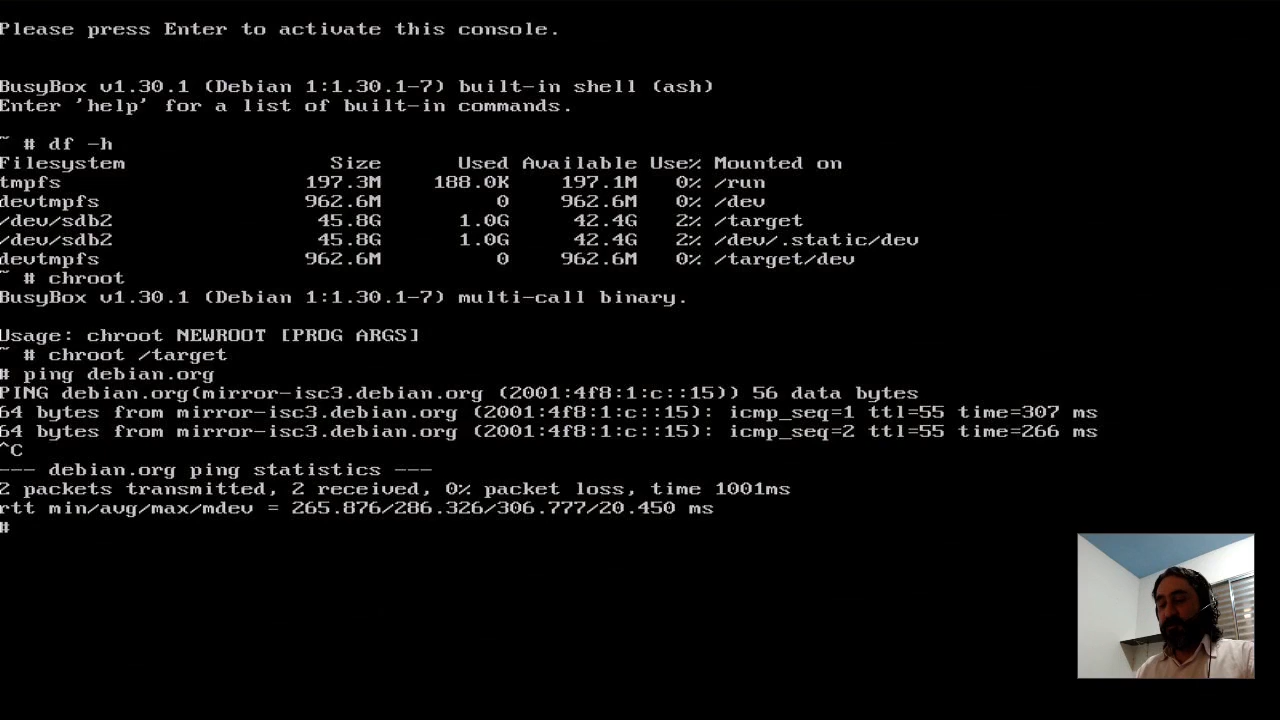 Please press Enter to activate this console.
BusyBox v1.30.1 (Debian 1:1.30.1-7) built-in shell (ash)
Enter 'help' for a list of built-in commands.
~ # df -h
Filesystem Size Used Available Use% Mounted on
tmpfs 197.3M 188.0K 197.1M 0% /run
devtmpfs 962.6M 0 962.6M 0% /dev
/dev/sdb2 45.8G 1.0G 42.4G 2% /target
/dev/sdb2 45.8G 1.0G 42.4G 2% /dev/.static/dev
devtmpfs 962.6M 0 962.6M 0% /target/dev
~ # chroot
BusyBox v1.30.1 (Debian 1:1.30.1-7) multi-call binary.
Usage: chroot NEWROOT [PROG ARGS]
~ # chroot /target
# ping debian.org
PING debian.org(mirror-isc3.debian.org (2001:4f8:1:c::15)) 56 data bytes
64 bytes from mirror-isc3.debian.org (2001:4f8:1:c::15): icmp_seq=1 ttl=55 time=307 ms
64 bytes from mirror-isc3.debian.org (2001:4f8:1:c::15): icmp_seq=2 ttl=55 time=266 ms
^C
--- debian.org ping statistics ---
2 packets transmitted, 2 received, 0% packet loss, time 1001ms
rtt min/avg/max/mdev = 265.876/286.326/306.777/20.450 ms
#